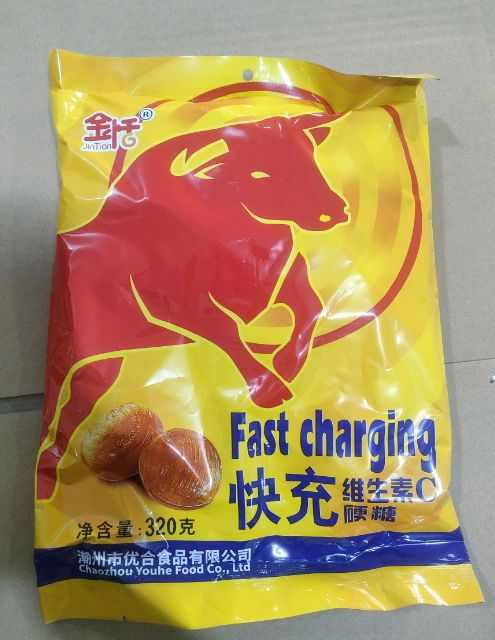 金恬®
JinTian
Fast charging
快充 维生素C
硬糖
净含量:320克
潮州市优合食品有限公司
Chaozhou Youhe Food Co., Ltd